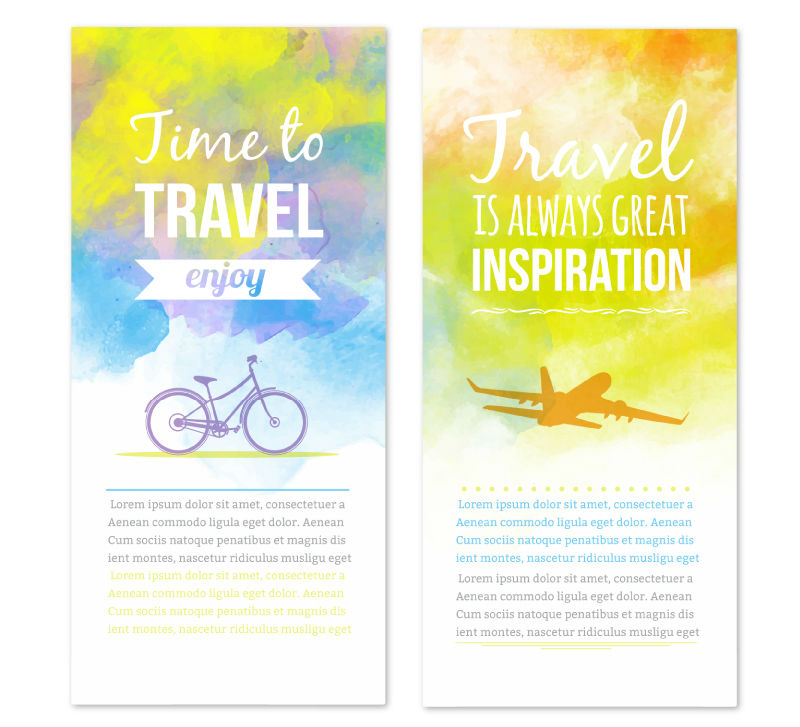 Time to
TRAVEL
enjoy
Lorem ipsum dolor sit amet, consectetuer a
Aenean commodo ligula eget dolor. Aenean
Cum sociis natoque penatibus et magnis dis
ient montes, nascetur ridiculus musligu eget
Lorem ipsum dolor sit amet, consectetuer a
Aenean commodo ligula eget dolor. Aenean
Cum sociis natoque penatibus et magnis dis
ient montes, nascetur ridiculus musligu eget
Travel
IS ALWAYS GREAT
INSPIRATION
Lorem ipsum dolor sit amet, consectetuer a
Aenean commodo ligula eget dolor. Aenean
Cum sociis natoque penatibus et magnis dis
ient montes, nascetur ridiculus musligu eget
Lorem ipsum dolor sit amet, consectetuer a
Aenean commodo ligula eget dolor. Aenean
Cum sociis natoque penatibus et magnis dis
ient montes, nascetur ridiculus musligu eget